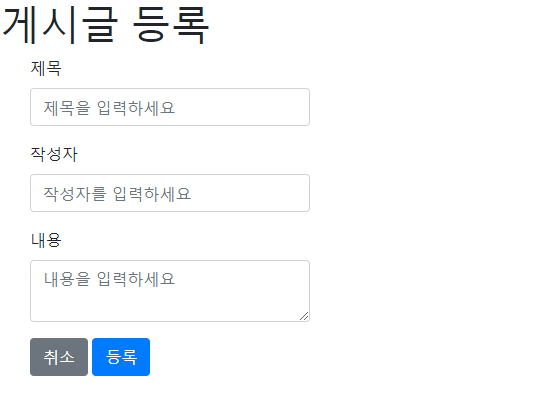 게시글 등록
제목
제목을 입력하세요
작성자
작성자를 입력하세요
내용
내용을 입력하세요
취소 등록